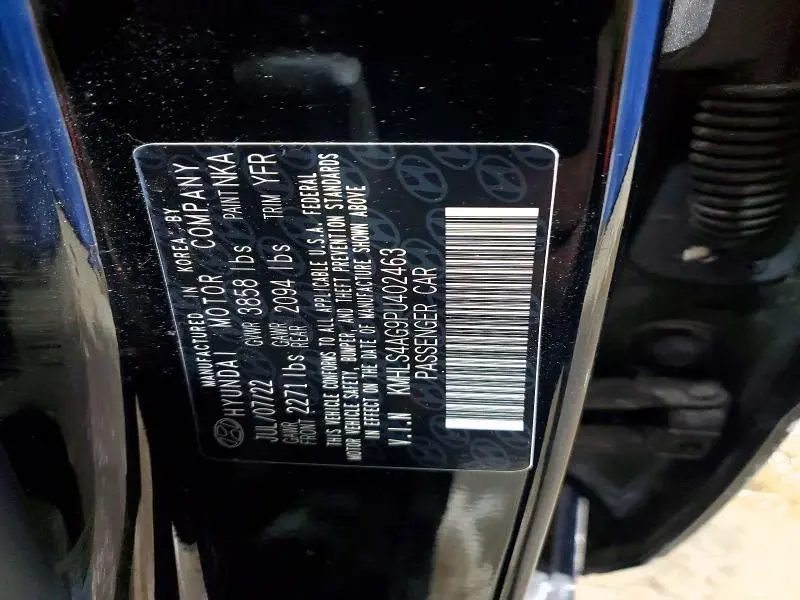 MANUFACTURED IN KOREA BY
HYUNDAI MOTOR COMPANY
JUL/07/22 GVWR 3858 lbs PAINT NKA
GAWR FRONT 2271 lbs GAWR REAR 2094 lbs TRIM YFR
THIS VEHICLE CONFORMS TO ALL APPLICABLE U.S.A. FEDERAL
MOTOR VEHICLE SAFETY, BUMPER, AND THEFT PREVENTION STANDARDS
IN EFFECT ON THE DATE OF MANUFACTURE SHOWN ABOVE
V.I.N KMHLS4AG9PU402463
PASSENGER CAR